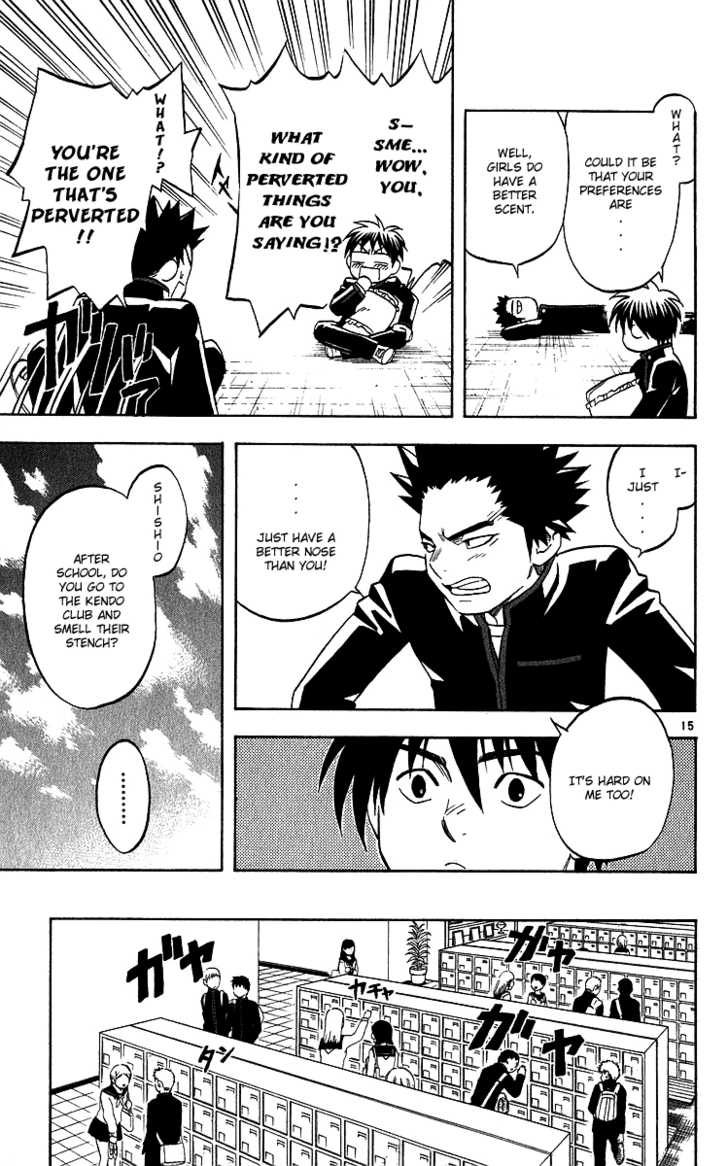 WHAT?
COULD IT BE
THAT YOUR
PREFERENCES
ARE
...
WELL,
GIRLS DO
HAVE A
BETTER
SCENT.
S-
SME...
WOW,
YOU,
WHAT
KIND OF
PERVERTED
THINGS
ARE YOU
SAYING!?
WHAT!?
YOU'RE
THE ONE
THAT'S
PERVERTED
!!
I-
I
JUST
...
...
JUST HAVE A
BETTER NOSE
THAN YOU!
15
IT'S HARD ON
ME TOO!
SHISHIO
AFTER
SCHOOL, DO
YOU GO TO
THE KENDO
CLUB AND
SMELL THEIR
STENCH?
........
ガヤ
ガヤ
ガチャ
ガヤ
タン